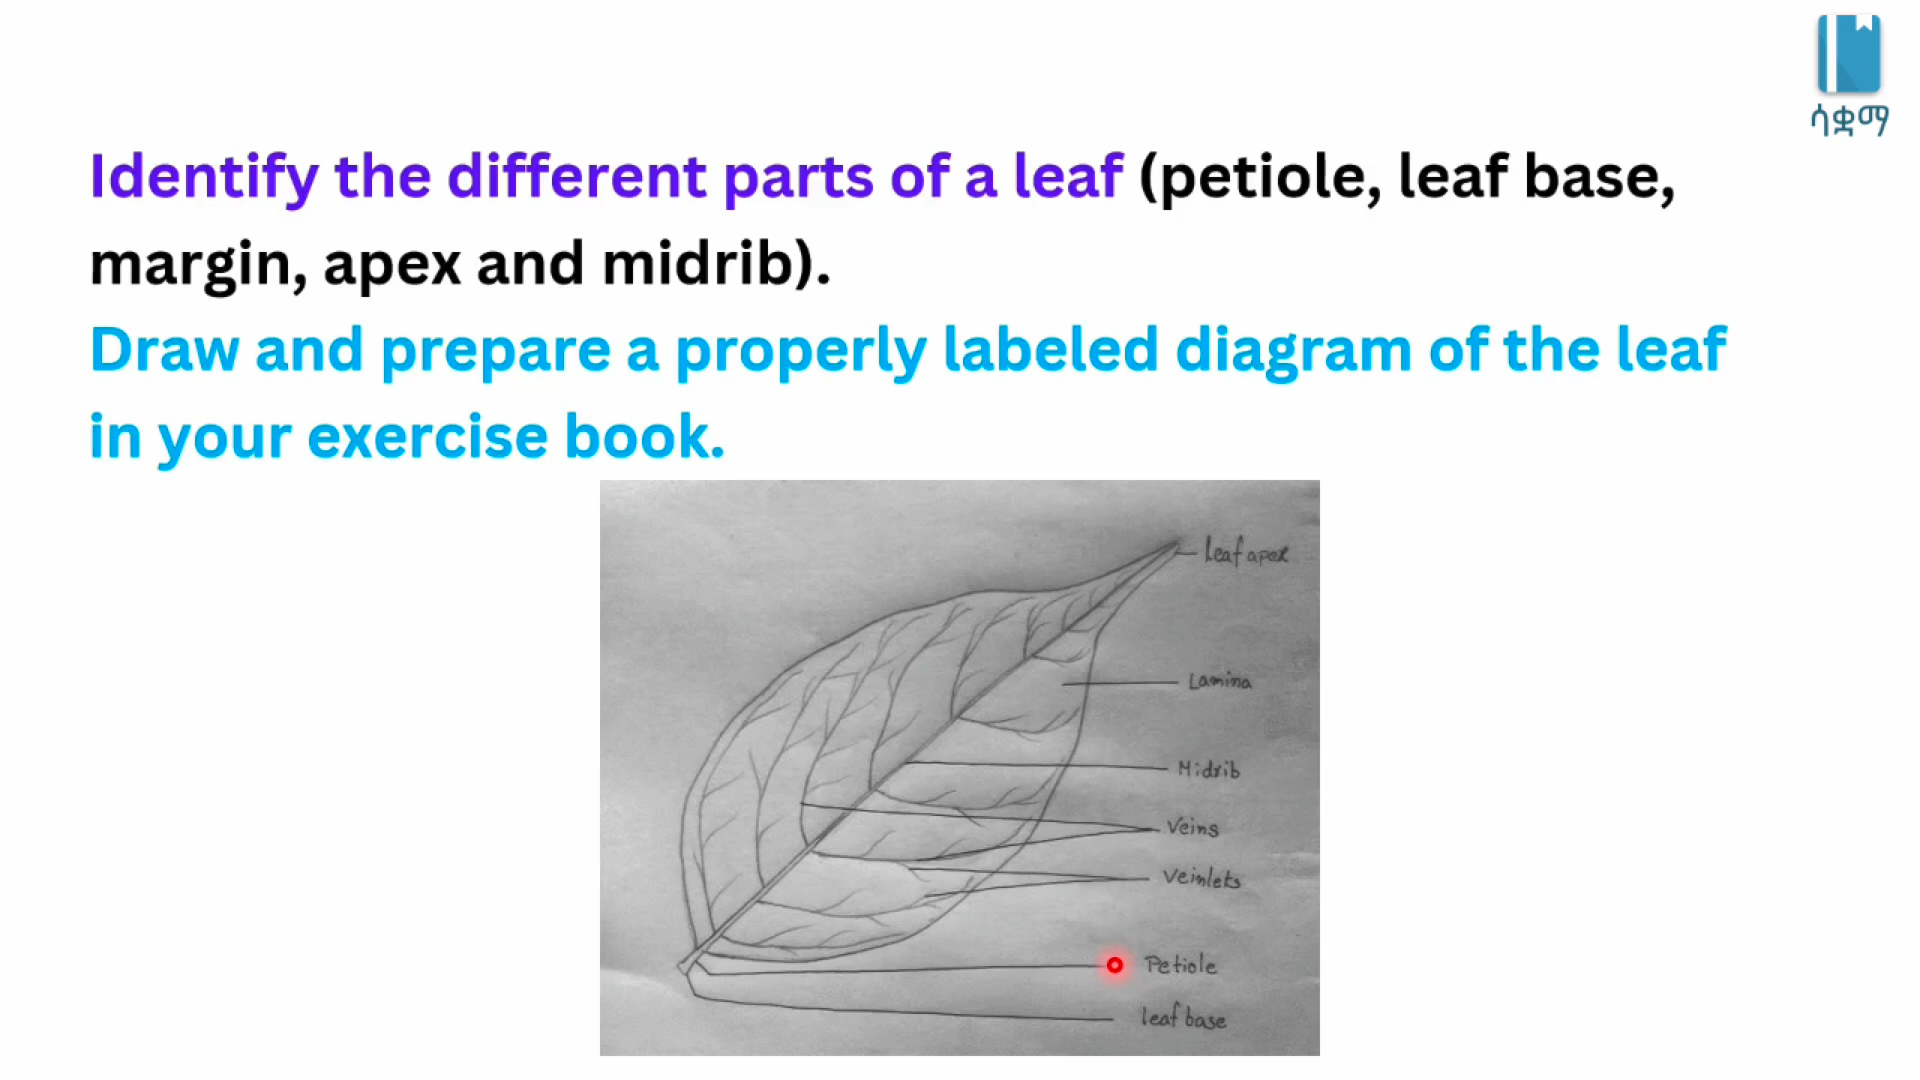 ሳቋማ
Identify the different parts of a leaf (petiole, leaf base,
margin, apex and midrib).
Draw and prepare a properly labeled diagram of the leaf
in your exercise book.
leaf apex
Lamina
Midrib
Veins
Veinlets
Petiole
leaf base